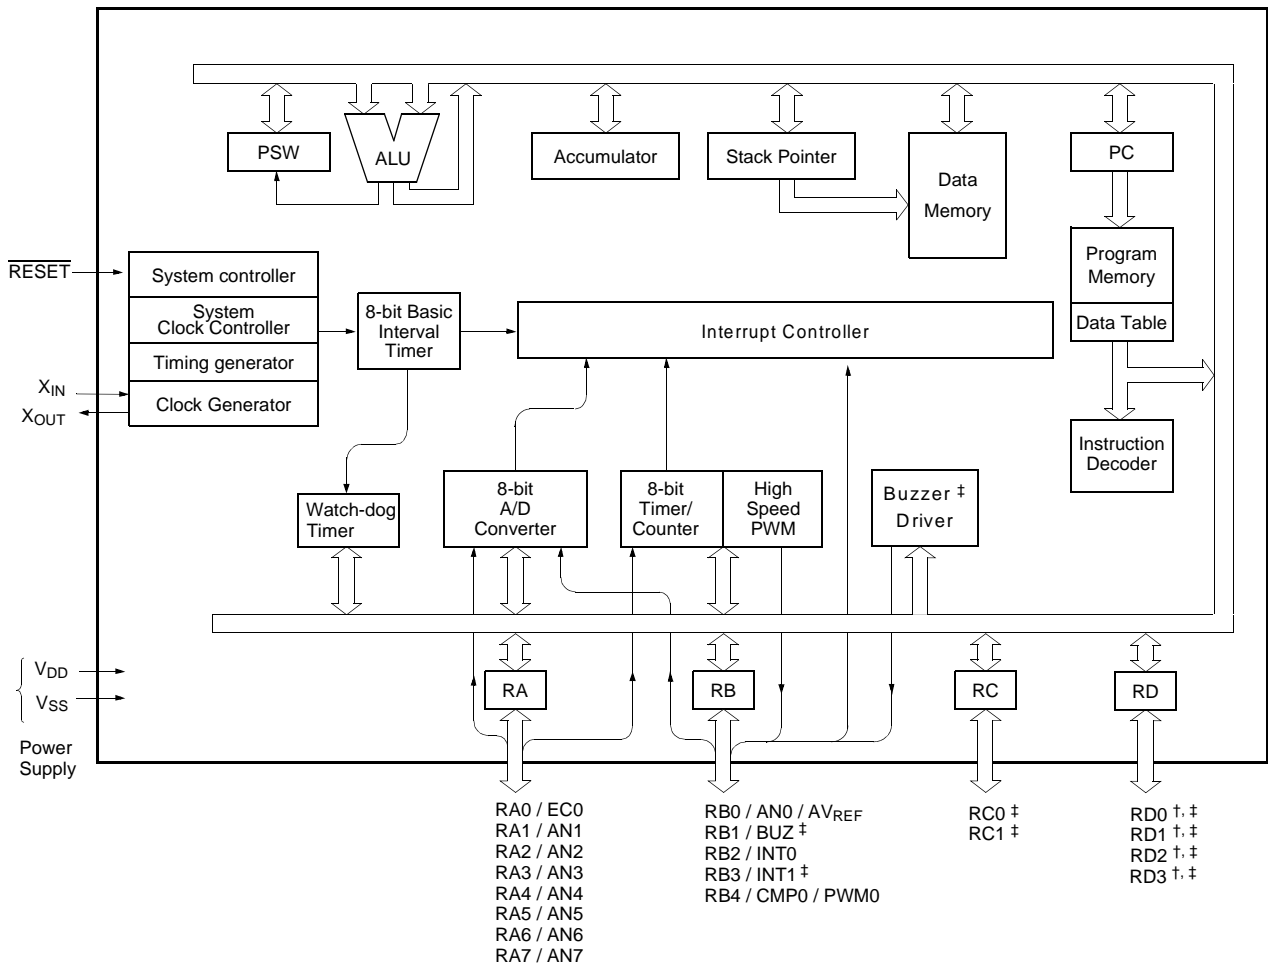 PSW
ALU
Accumulator
Stack Pointer
Data
Memory
PC
Program
Memory
Data Table
Instruction
Decoder
RESET
System controller
System
Clock Controller
Timing generator
Clock Generator
XIN
XOUT
8-bit Basic
Interval
Timer
Interrupt Controller
Watch-dog
Timer
8-bit
A/D
Converter
8-bit
Timer/
Counter
High
Speed
PWM
Buzzer ‡
Driver
VDD
VSS
Power
Supply
RA
RB
RC
RD
RA0 / EC0
RA1 / AN1
RA2 / AN2
RA3 / AN3
RA4 / AN4
RA5 / AN5
RA6 / AN6
RA7 / AN7
RB0 / AN0 / AVREF
RB1 / BUZ ‡
RB2 / INT0
RB3 / INT1 ‡
RB4 / CMP0 / PWM0
RC0 ‡
RC1 ‡
RD0 †, ‡
RD1 †, ‡
RD2 †, ‡
RD3 †, ‡